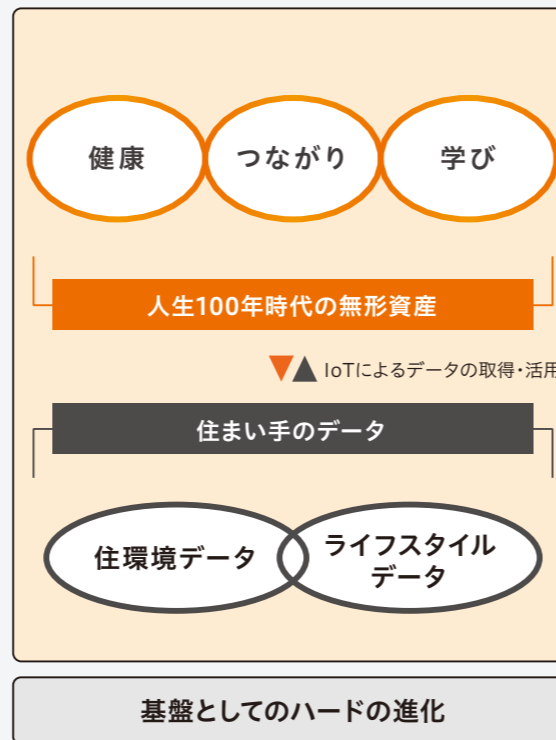 健康
つながり
学び
人生100年時代の無形資産
▼▲ IoTによるデータの取得・活用
住まい手のデータ
住環境データ
ライフスタイル
データ
基盤としてのハードの進化